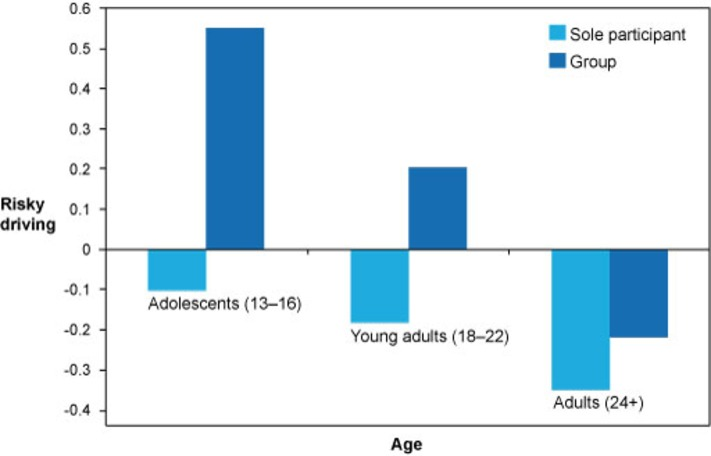 0.6
0.5
0.4
0.3
0.2
0.1
0
-0.1
-0.2
-0.3
-0.4
Risky
driving
Sole participant
Group
Adolescents (13–16)
Young adults (18–22)
Adults (24+)
Age